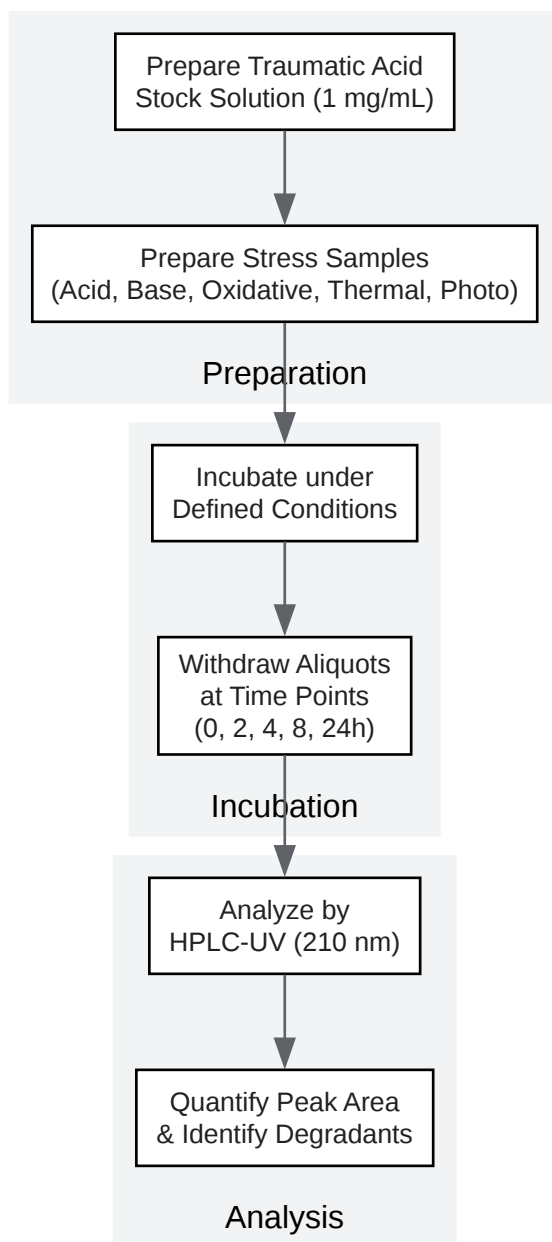 Prepare Traumatic Acid
Stock Solution (1 mg/mL)
Prepare Stress Samples
(Acid, Base, Oxidative, Thermal, Photo)
Preparation
Incubate under
Defined Conditions
Withdraw Aliquots
at Time Points
(0, 2, 4, 8, 24h)
Incubation
Analyze by
HPLC-UV (210 nm)
Quantify Peak Area
& Identify Degradants
Analysis